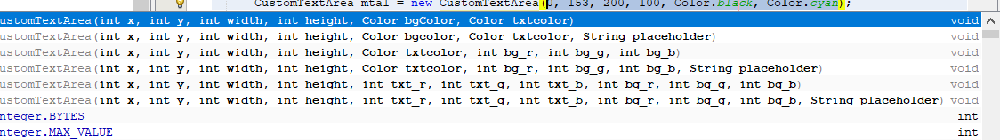 CustomTextArea mta1 = new CustomTextArea(0, 153, 200, 100, Color.black, Color.cyan);
ustomTextArea(int x, int y, int width, int height, Color bgColor, Color txtcolor) void
ustomTextArea(int x, int y, int width, int height, Color bgcolor, Color txtcolor, String placeholder) void
ustomTextArea(int x, int y, int width, int height, Color txtcolor, int bg_r, int bg_g, int bg_b) void
ustomTextArea(int x, int y, int width, int height, Color txtcolor, int bg_r, int bg_g, int bg_b, String placeholder) void
ustomTextArea(int x, int y, int width, int height, int txt_r, int txt_g, int txt_b, int bg_r, int bg_g, int bg_b) void
ustomTextArea(int x, int y, int width, int height, int txt_r, int txt_g, int txt_b, int bg_r, int bg_g, int bg_b, String placeholder) void
nteger.BYTES int
nteger.MAX_VALUE int